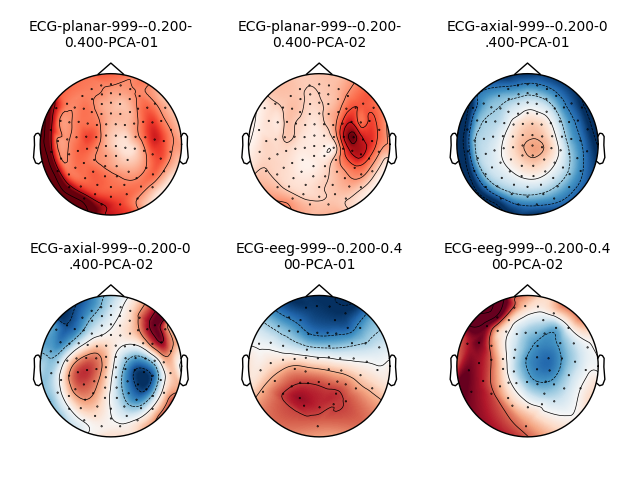 ECG-planar-999--0.200-
0.400-PCA-01
ECG-planar-999--0.200-
0.400-PCA-02
ECG-axial-999--0.200-0
.400-PCA-01
ECG-axial-999--0.200-0
.400-PCA-02
ECG-eeg-999--0.200-0.4
00-PCA-01
ECG-eeg-999--0.200-0.4
00-PCA-02